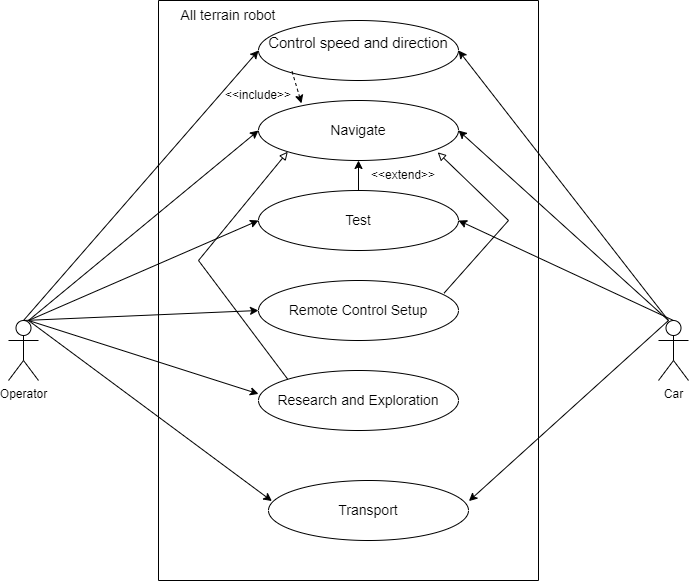 All terrain robot
Control speed and direction
<<include>>
Navigate
<<extend>>
Test
Remote Control Setup
Operator
Car
Research and Exploration
Transport